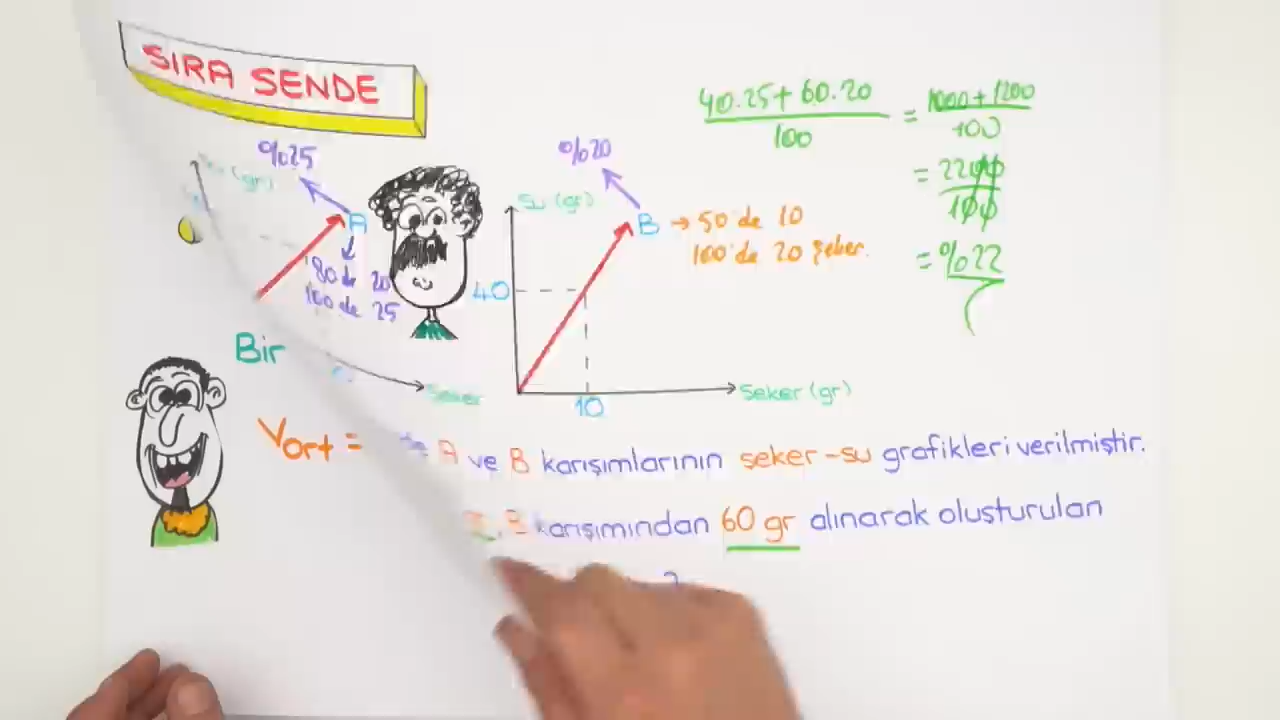 SIRA SENDE
%25
A
80 de 20
100 de 25
%20
Su (gr)
B → 50'de 10
100'de 20 şeker.
40
10
Şeker (gr)
40.25 + 60.20 / 100 = 1000 + 1200 / 100
= 2200 / 100
= %22
Bir
Şeker
Vort =
A ve B karışımlarının şeker-su grafikleri verilmiştir.
B karışımından 60 gr alınarak oluşturulan
?